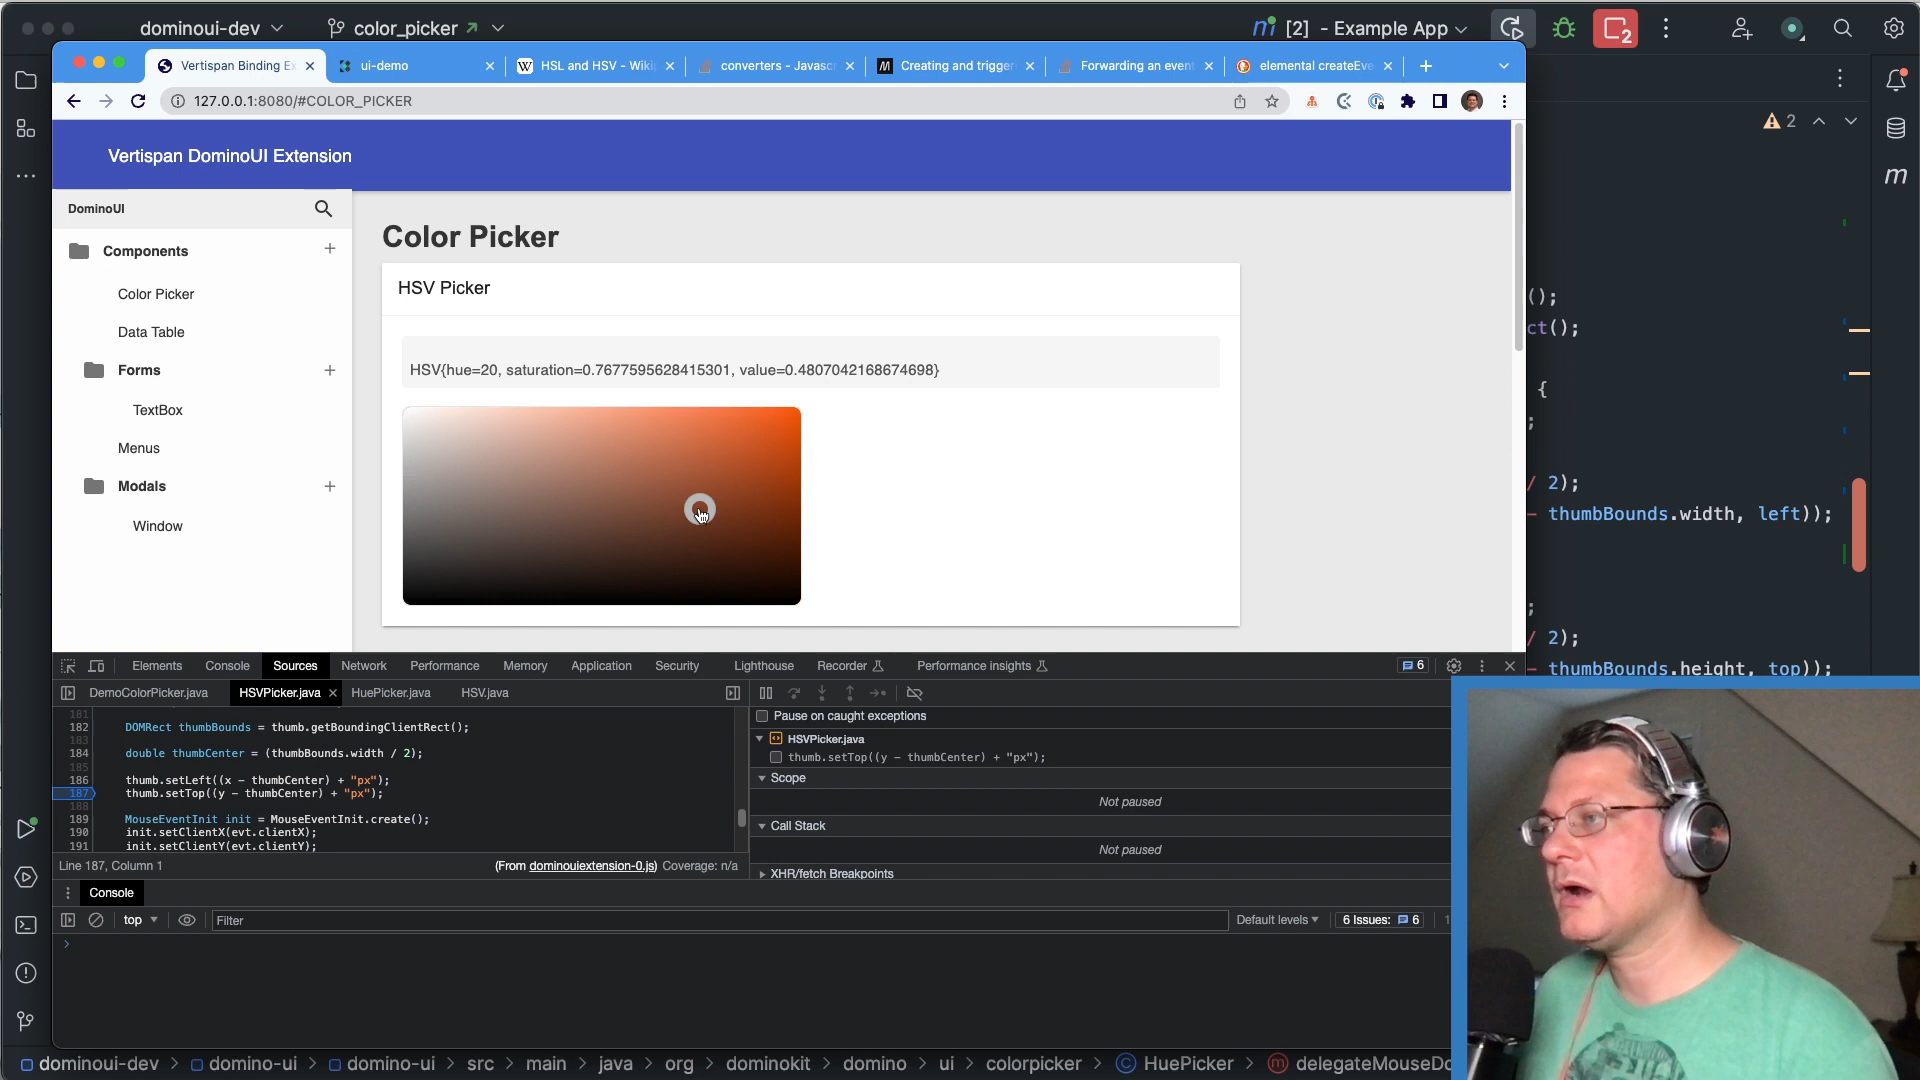 dominoui-dev
color_picker
[2] - Example App
2
Vertispan Binding Ex
ui-demo
HSL and HSV - Wiki
converters - Javasc
Creating and trigger
Forwarding an event
elemental createEve
127.0.0.1:8080/#COLOR_PICKER
2
m
Vertispan DominoUI Extension
DominoUI
Components
Color Picker
Data Table
Forms
TextBox
Menus
Modals
Window
Color Picker
HSV Picker
HSV{hue=20, saturation=0.7677595628415301, value=0.4807042168674698}
();
ct();
{
;
/ 2);
- thumbBounds.width, left));
;
/ 2);
- thumbBounds.height, top));
Elements Console Sources Network Performance Memory Application Security Lighthouse Recorder Performance insights 6
DemoColorPicker.java HSVPicker.java HuePicker.java HSV.java
181
182 DOMRect thumbBounds = thumb.getBoundingClientRect();
183
184 double thumbCenter = (thumbBounds.width / 2);
185
186 thumb.setLeft((x - thumbCenter) + "px");
187 thumb.setTop((y - thumbCenter) + "px");
188
189 MouseEventInit init = MouseEventInit.create();
190 init.setClientX(evt.clientX);
191 init.setClientY(evt.clientY);
Line 187, Column 1 (From dominouiextension-0.js) Coverage: n/a
Pause on caught exceptions
HSVPicker.java
thumb.setTop((y - thumbCenter) + "px");
Scope
Not paused
Call Stack
Not paused
XHR/fetch Breakpoints
Console
top Filter Default levels 6 Issues: 6 1
dominoui-dev > domino-ui > domino-ui > src > main > java > org > dominokit > domino > ui > colorpicker > HuePicker > delegateMouseDo